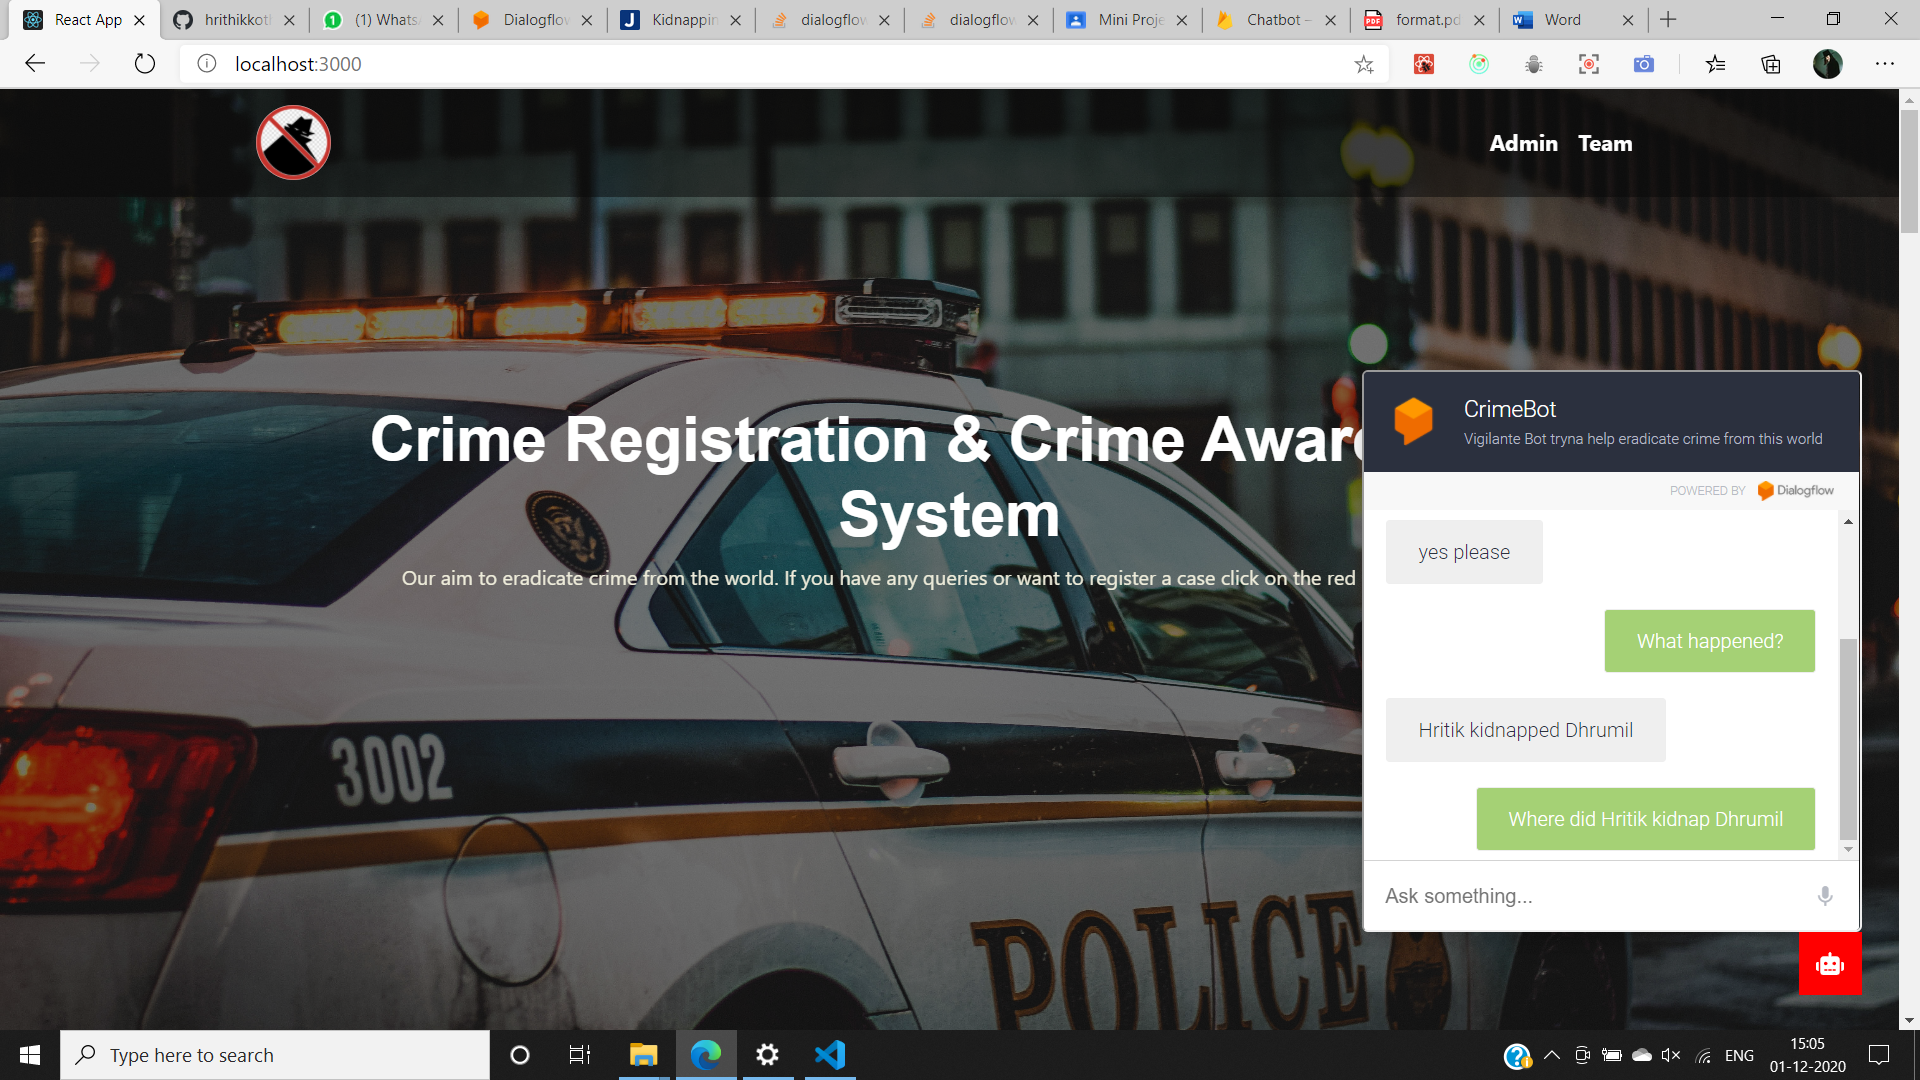 React App
hrithikkotl
(1) Whats
Dialogflow
Kidnappin
dialogflow
dialogflow
Mini Proje
Chatbot –
format.pd
Word
localhost:3000
Admin
Team
Crime Registration & Crime Awar
System
Our aim to eradicate crime from the world. If you have any queries or want to register a case click on the red
3002
POLICE
CrimeBot
Vigilante Bot tryna help eradicate crime from this world
POWERED BY Dialogflow
yes please
What happened?
Hritik kidnapped Dhrumil
Where did Hritik kidnap Dhrumil
Ask something...
Type here to search
ENG
15:05
01-12-2020